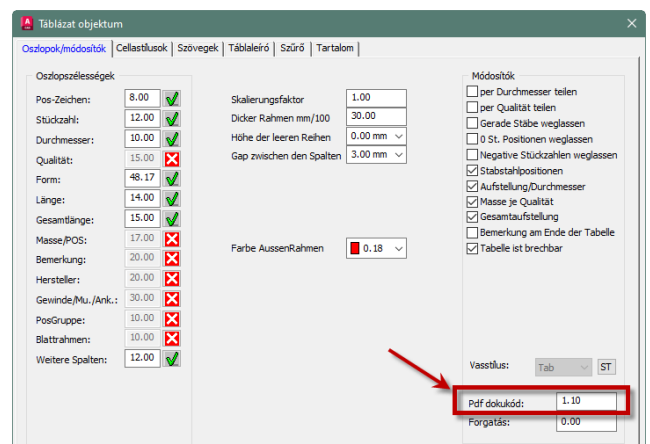 Táblázat objektum
Oszlopok/módosítók
Cellastílusok
Szövegek
Táblaleíró
Szűrő
Tartalom
Oszlopszélességek
Pos-Zeichen: 8.00
Stückzahl: 12.00
Durchmesser: 10.00
Qualität: 15.00
Form: 48.17
Länge: 14.00
Gesamtlänge: 15.00
Masse/POS: 17.00
Bemerkung: 20.00
Hersteller: 20.00
Gewinde/Mu./Ank.: 30.00
PosGruppe: 10.00
Blattrahmen: 10.00
Weitere Spalten: 12.00
Skalierungsfaktor 1.00
Dicker Rahmen mm/100 30.00
Höhe der leeren Reihen 0.00 mm
Gap zwischen den Spalten 3.00 mm
Farbe AussenRahmen 0.18
Módosítók
per Durchmesser teilen
per Qualität teilen
Gerade Stäbe weglassen
0 St. Positionen weglassen
Negative Stückzahlen weglassen
Stabstahlpositionen
Aufstellung/Durchmesser
Masse je Qualität
Gesamtaufstellung
Bemerkung am Ende der Tabelle
Tabelle ist brechbar
Vasstílus: Tab ST
Pdf dokukód: 1.10
Forgatás: 0.00